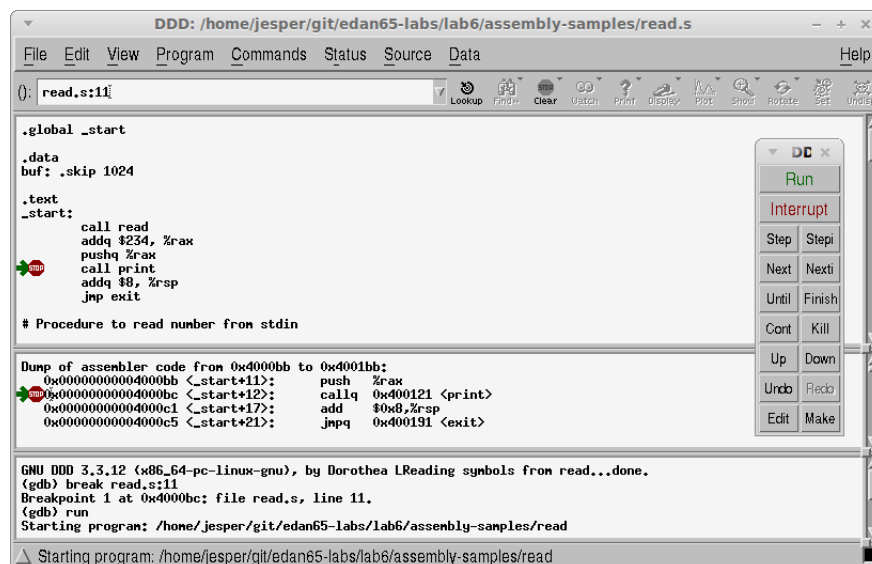 DDD: /home/jesper/git/edan65-labs/lab6/assembly-samples/read.s
File Edit View Program Commands Status Source Data Help
(): read.s:11
Lookup Find>> Clear Watch Print Display Plot Show Rotate Set Undisp
.global _start
.data
buf: .skip 1024
.text
_start:
call read
addq $234, %rax
pushq %rax
STOP call print
addq $8, %rsp
jmp exit
# Procedure to read number from stdin
DD
Run
Interrupt
Step Stepi
Next Nexti
Until Finish
Cont Kill
Up Down
Undo Redo
Edit Make
Dump of assembler code from 0x4000bb to 0x4001bb:
0x00000000004000bb <_start+11>: push %rax
STOP 0x00000000004000bc <_start+12>: callq 0x400121 <print>
0x00000000004000c1 <_start+17>: add $0x8,%rsp
0x00000000004000c5 <_start+21>: jmpq 0x400191 <exit>
GNU DDD 3.3.12 (x86_64-pc-linux-gnu), by Dorothea LReading symbols from read...done.
(gdb) break read.s:11
Breakpoint 1 at 0x4000bc: file read.s, line 11.
(gdb) run
Starting program: /home/jesper/git/edan65-labs/lab6/assembly-samples/read
Starting program: /home/jesper/git/edan65-labs/lab6/assembly-samples/read